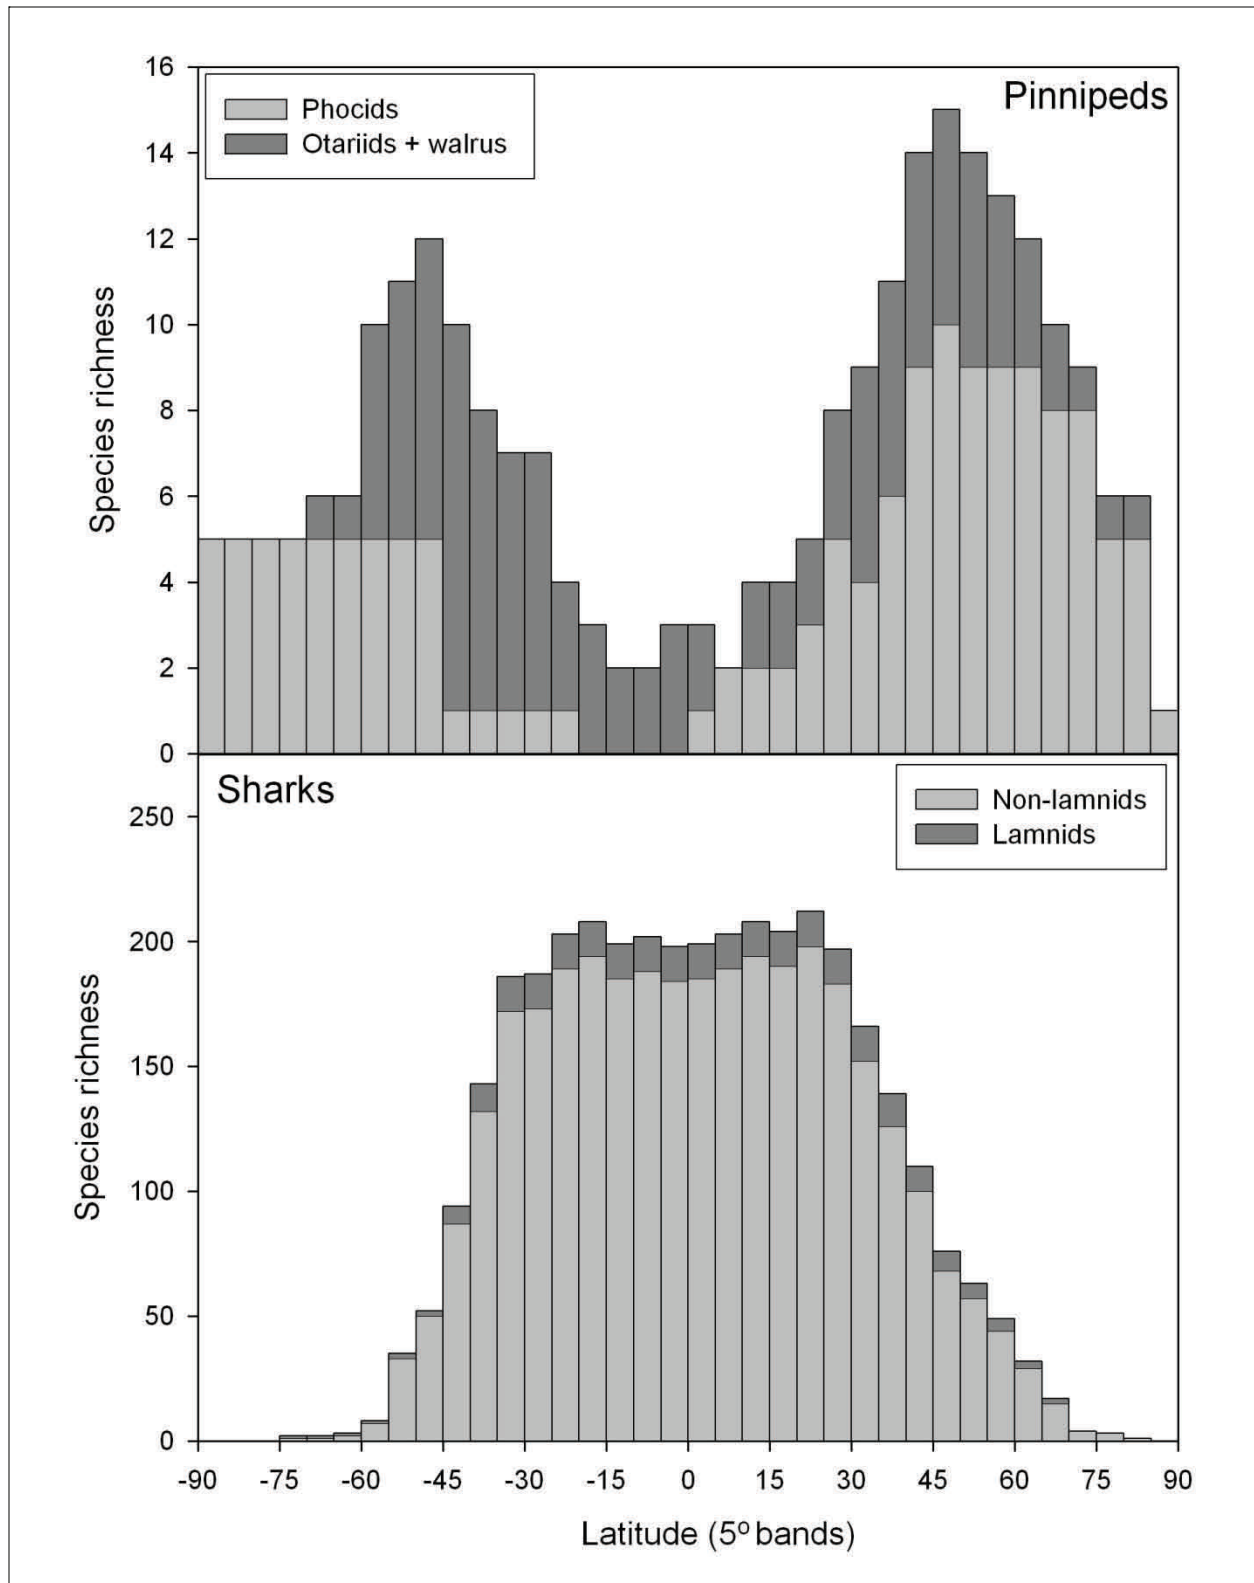 16
14
12
10
8
6
4
2
0
Species richness
Phocids
Otariids + walrus
Pinnipeds
250
200
150
100
50
0
Species richness
Sharks
Non-lamnids
Lamnids
-90 -75 -60 -45 -30 -15 0 15 30 45 60 75 90
Latitude (5º bands)